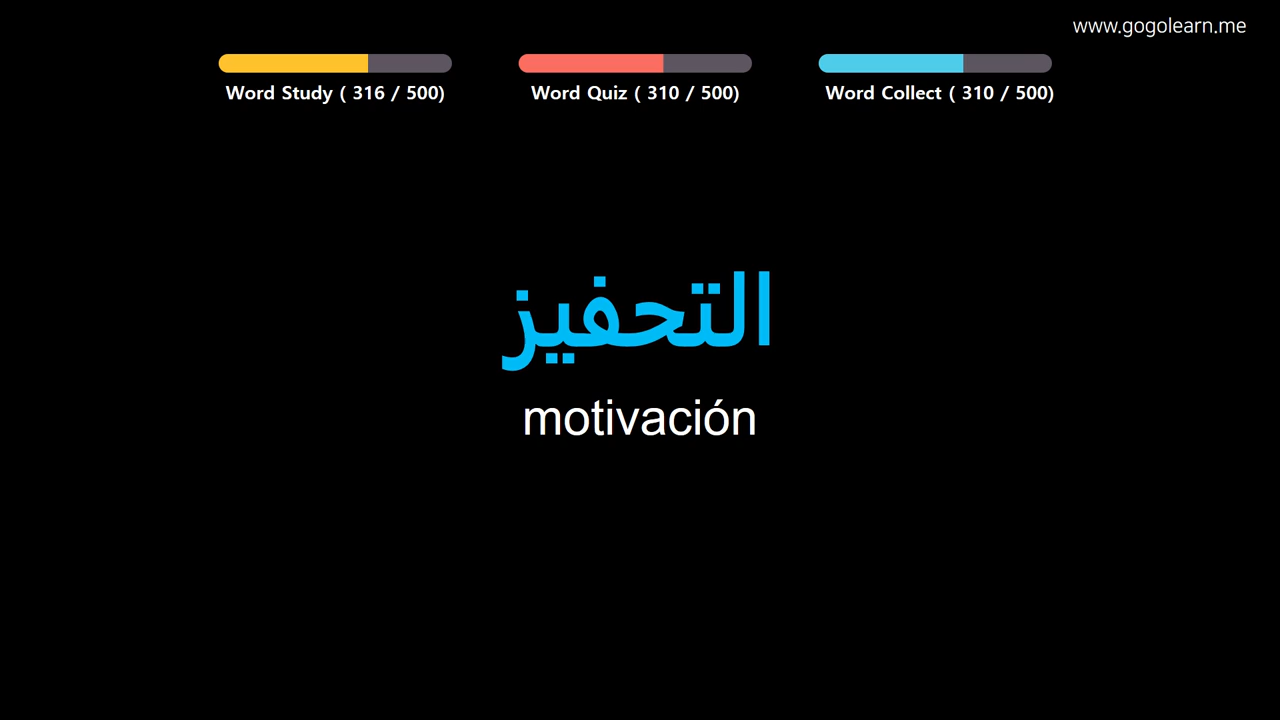 www.gogolearn.me
Word Study ( 316 / 500)
Word Quiz ( 310 / 500)
Word Collect ( 310 / 500)
التحفيز
motivación